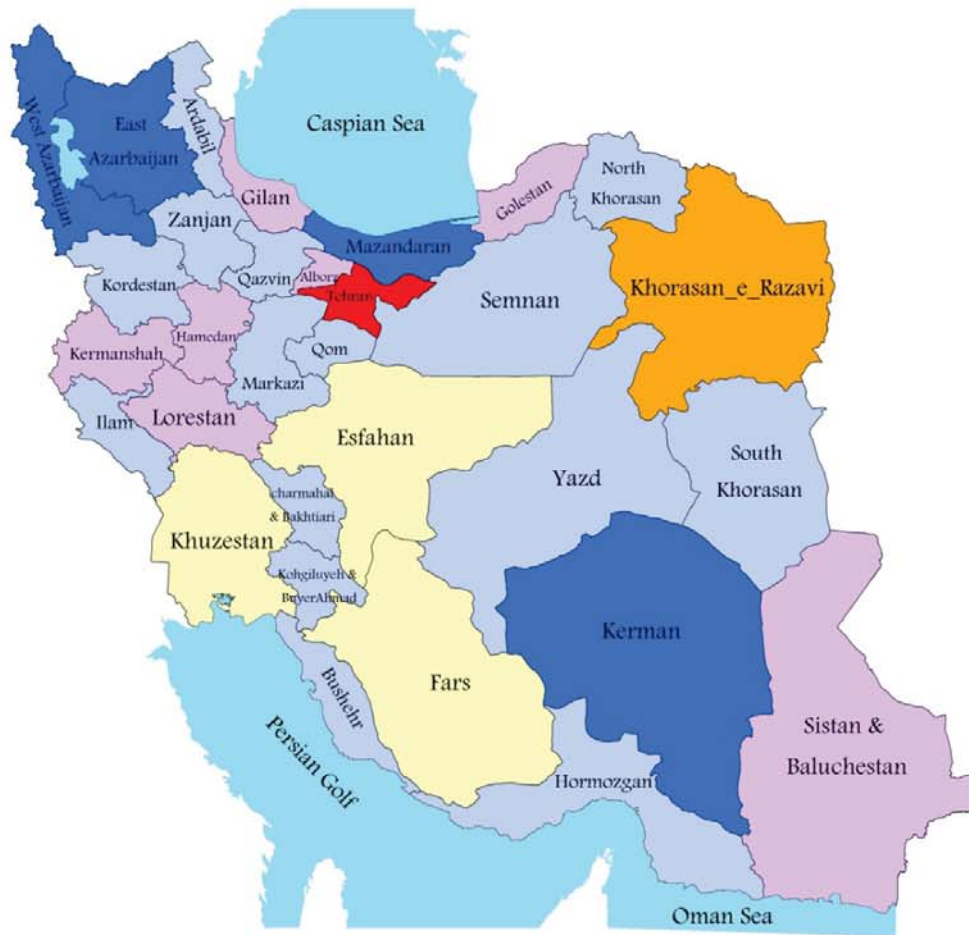 Caspian Sea
West Azarbaijan
East
Azarbaijan
Ardabil
Gilan
Golestan
North
Khorasan
Zanjan
Mazandaran
Kordestan
Qazvin
Alborz
Tehran
Semnan
Khorasan_e_Razavi
Hamedan
Kermanshah
Qom
Markazi
Ilam
Lorestan
Esfahan
Yazd
South
Khorasan
charmahal
& Bakhtiari
Khuzestan
Kohgiluyeh &
BuyerAhmad
Kerman
Fars
Bushehr
Persian Golf
Sistan &
Baluchestan
Hormozgan
Oman Sea